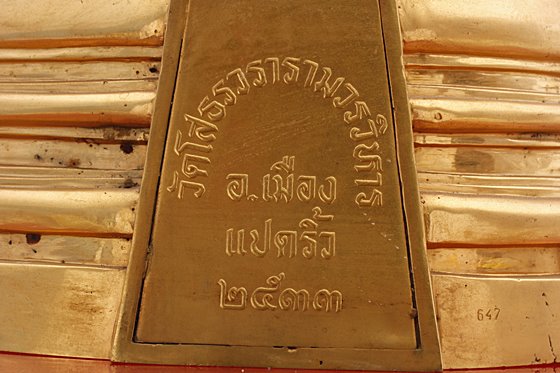 วัดโสธรวรารามวรวิหาร
อ.เมือง
แปดริ้ว
๒๕๓๓
647